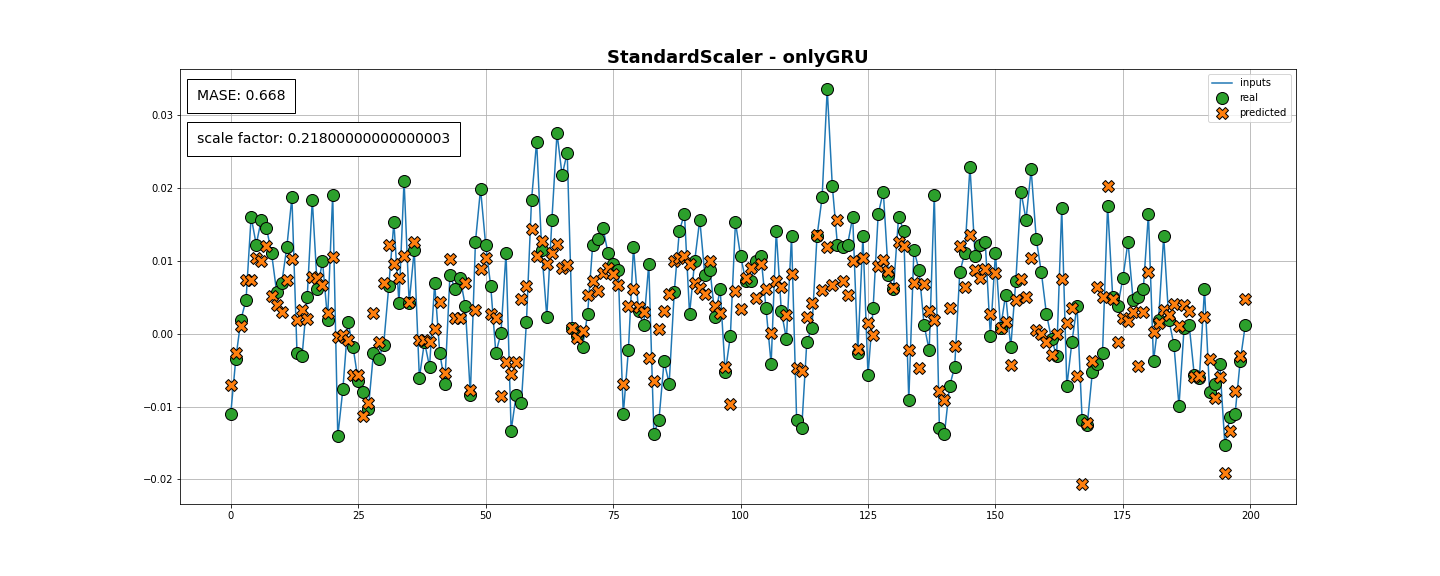 StandardScaler - onlyGRU
MASE: 0.668
scale factor: 0.21800000000000003
inputs
real
predicted
0.03
0.02
0.01
0.00
−0.01
−0.02
0 25 50 75 100 125 150 175 200